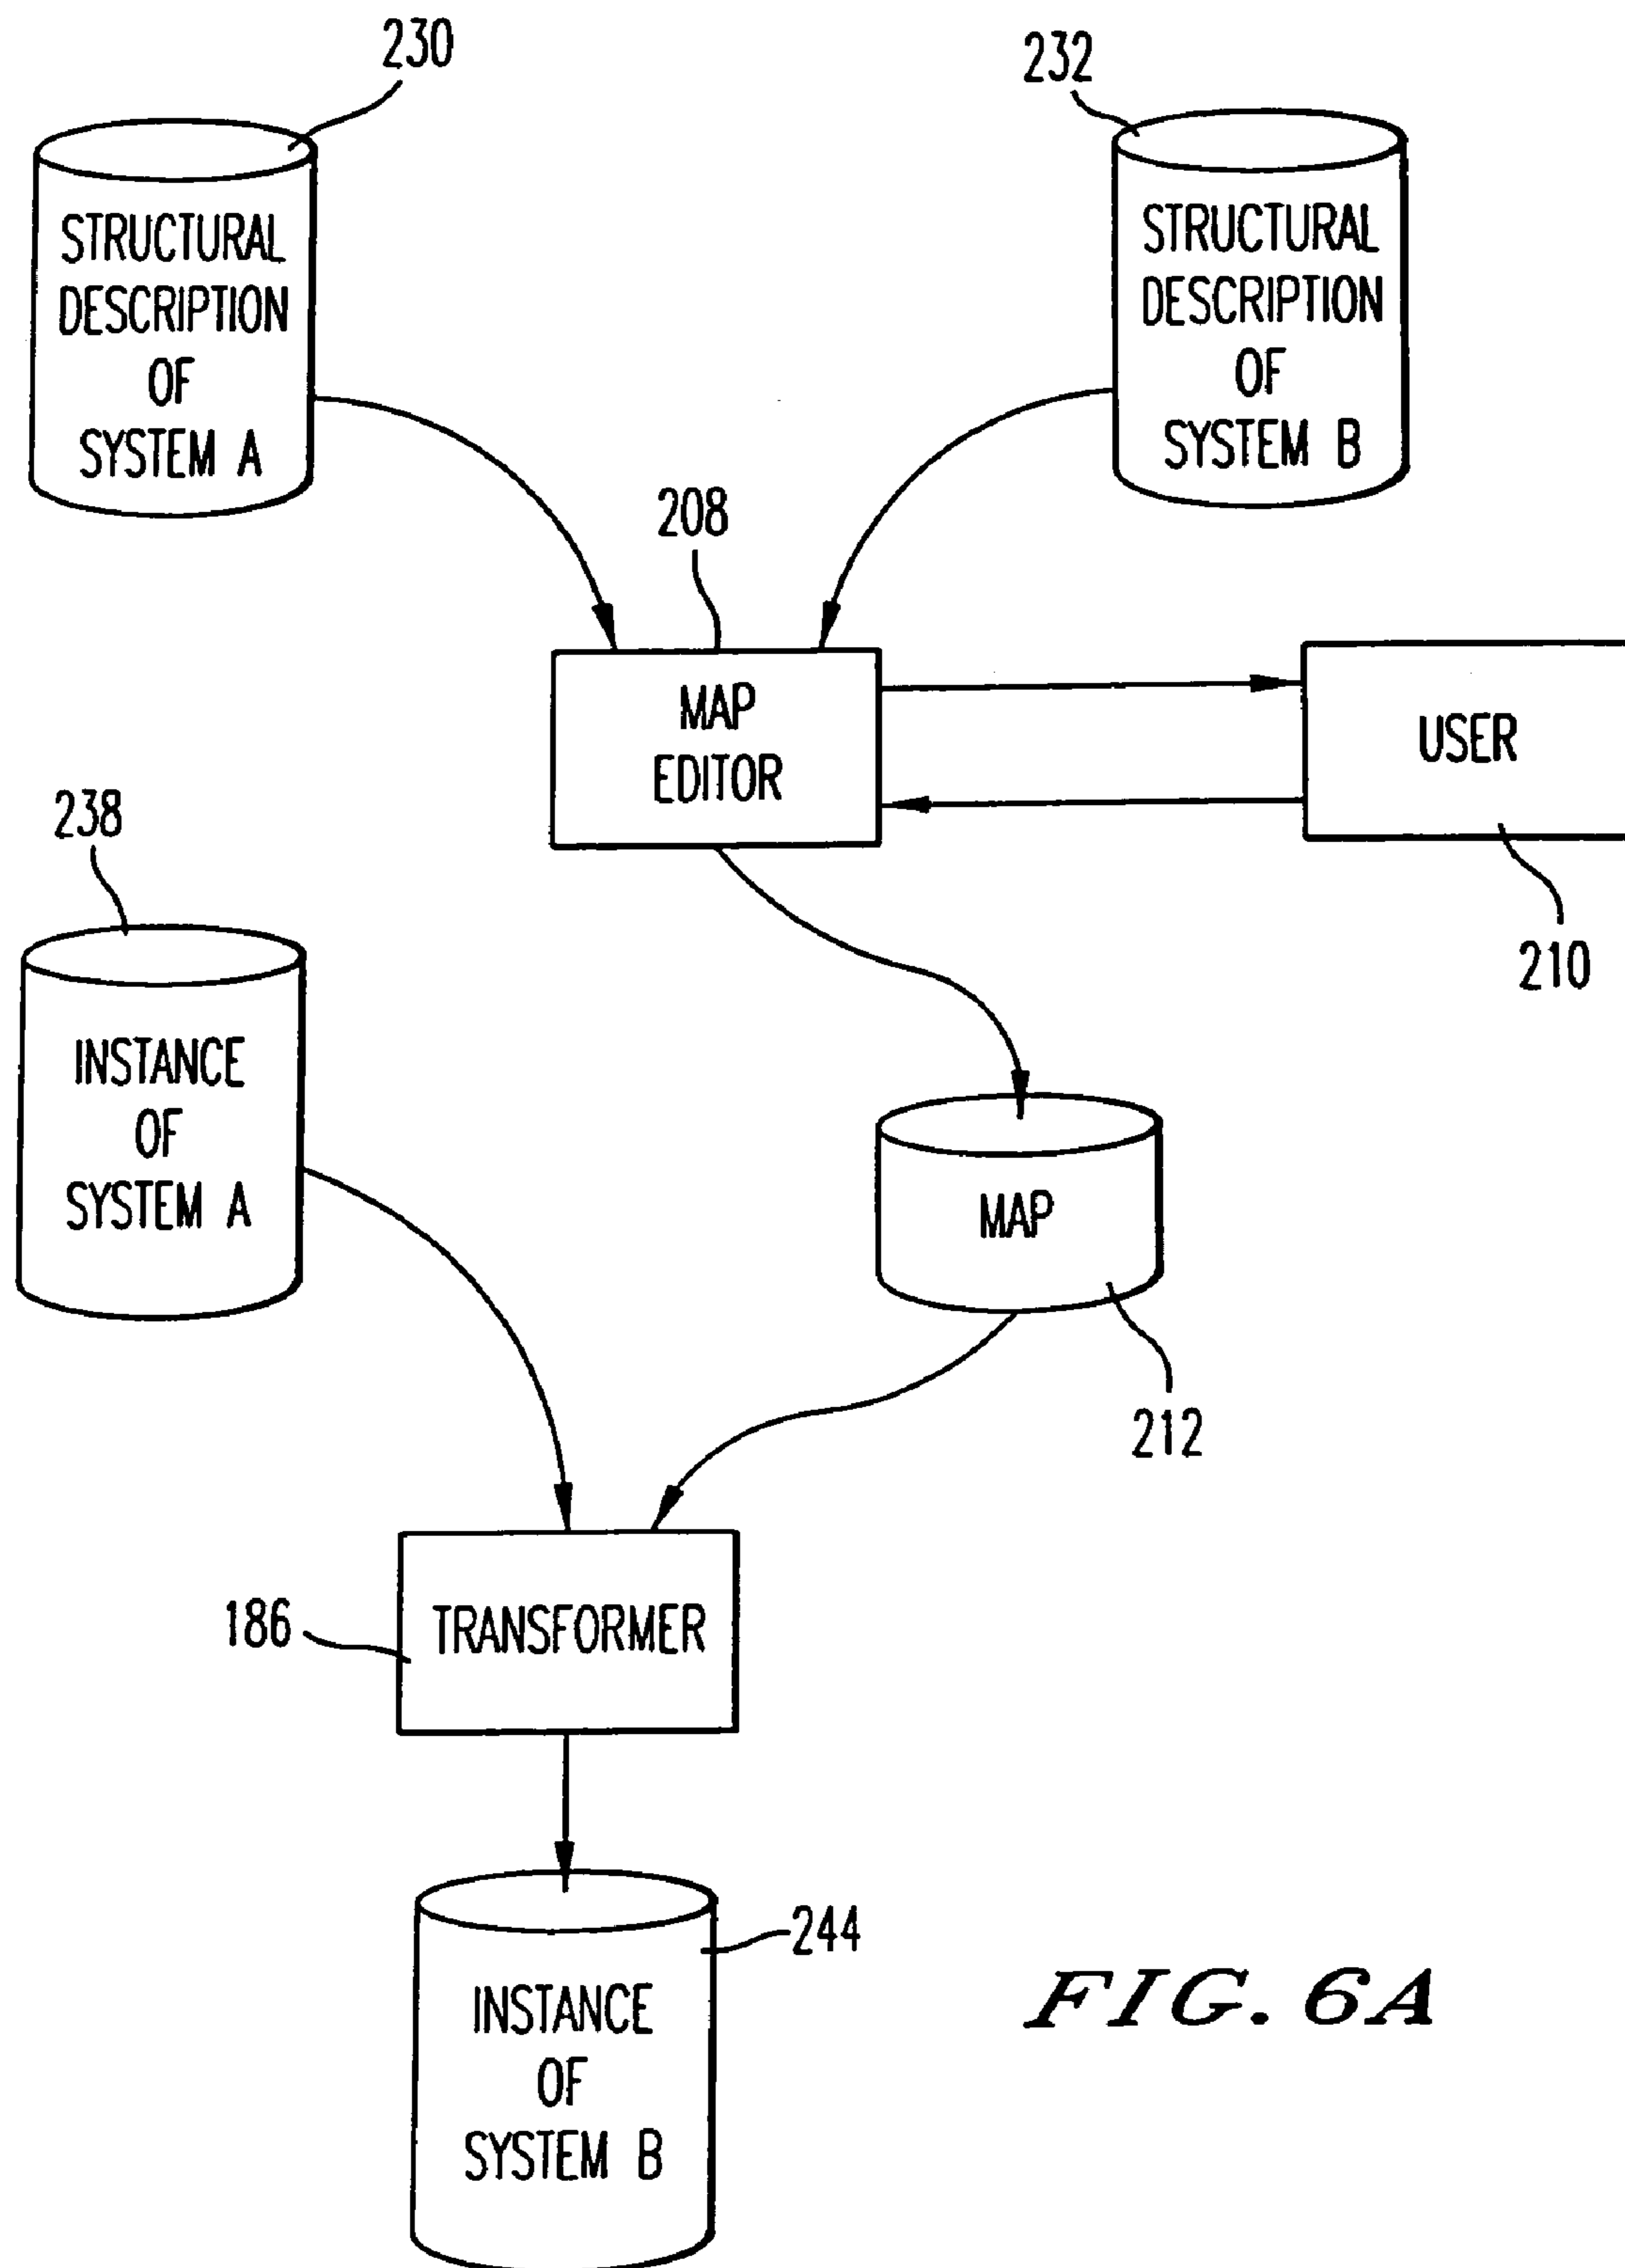 230
232
STRUCTURAL
DESCRIPTION
OF
SYSTEM A
STRUCTURAL
DESCRIPTION
OF
SYSTEM B
208
MAP
EDITOR
USER
210
238
INSTANCE
OF
SYSTEM A
MAP
212
186
TRANSFORMER
244
INSTANCE
OF
SYSTEM B
FIG. 6A